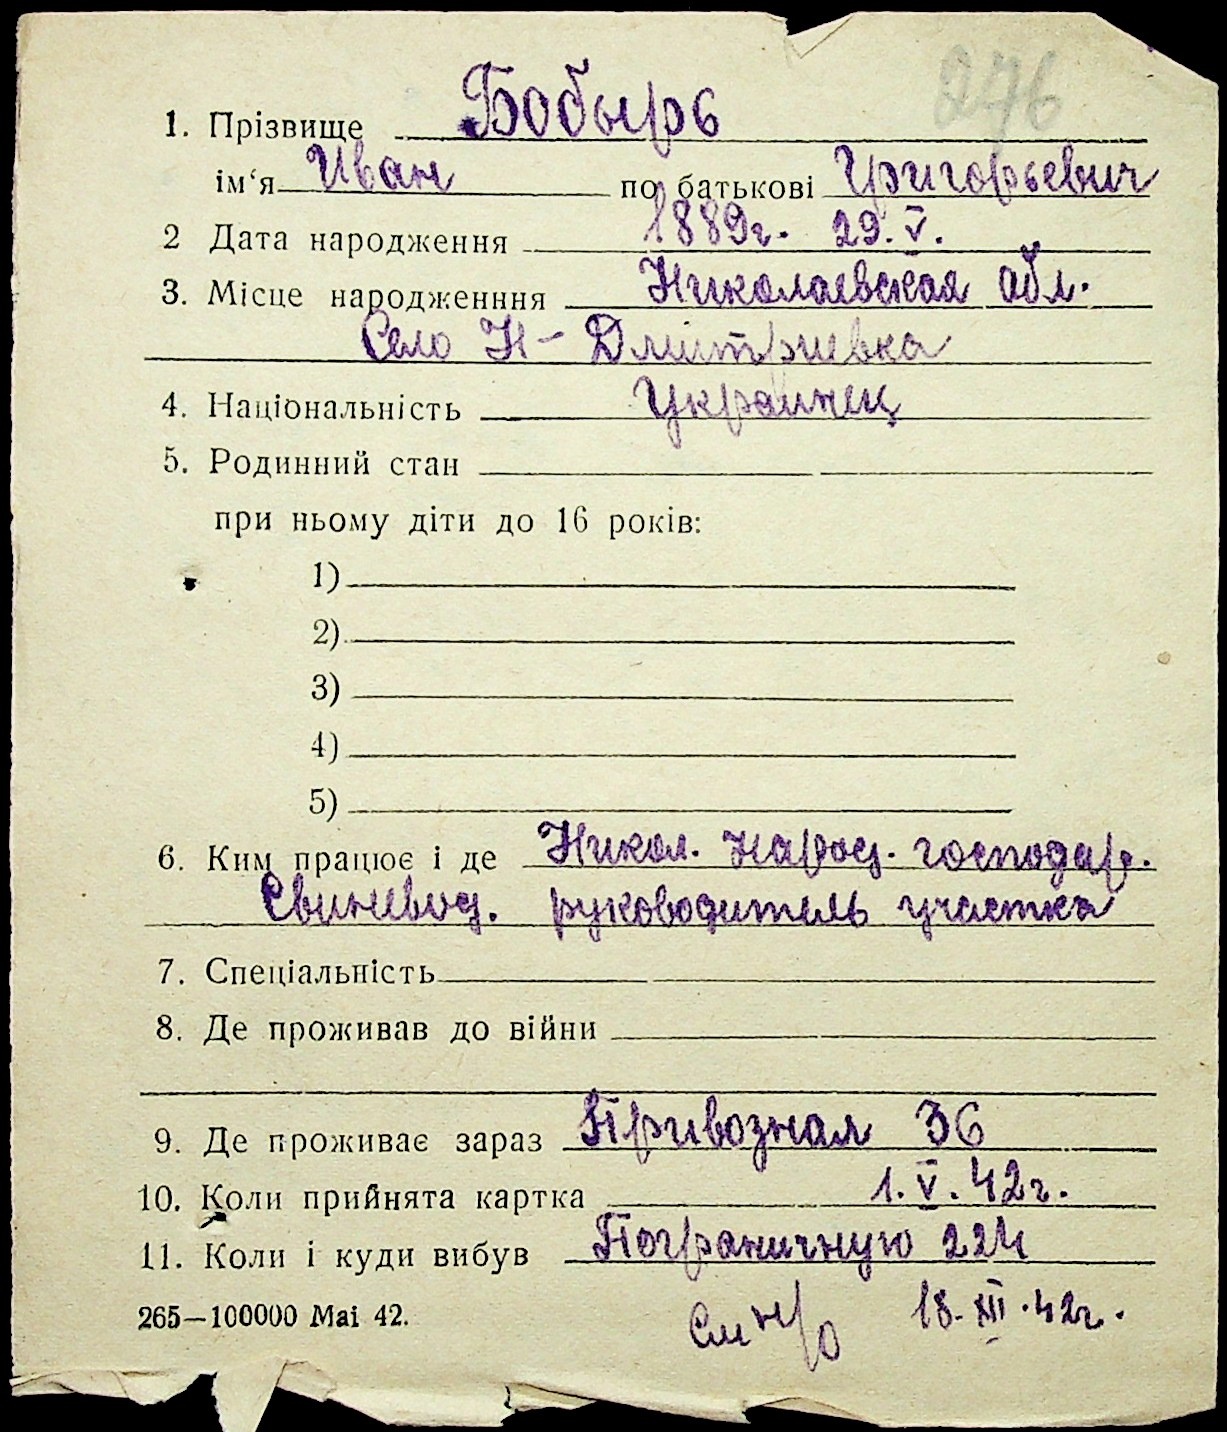 276
1. Прізвище Бобырь
ім‘я Иван по батькові Григорьевич
2 Дата народження 1889г. 29.V.
3. Місце народженння Николаевская обл.
Село Н- Дмитриевка
4. Національність Украинец
5. Родинний стан
при ньому діти до 16 років:
1)
2)
3)
4)
5)
6. Ким працює і де Никол. народ. господар.
Свиневод. руководитель участка
7. Спеціальність
8. Де проживав до війни
9. Де проживає зараз Привозная 36
10. Коли прийнята картка 1.V.42г.
11. Коли і куди вибув Пограничную 224
265—100000 Mai 42. 18. .42г.